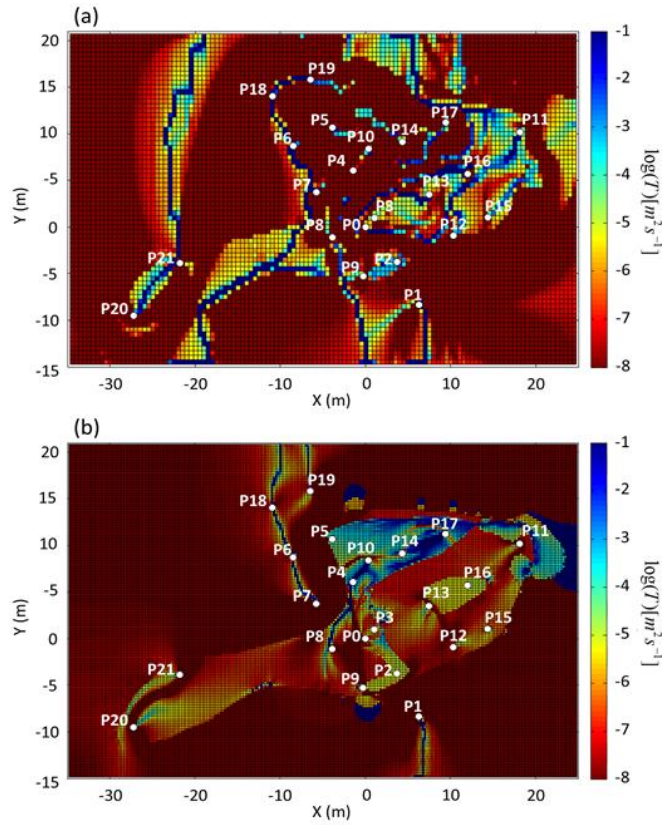 (a)
20
15
10
-5
0
-5
-10
-15
Y (m)
P19
P18
P17
P11
P5
P14
P6
P10
P4
P16
P7
P13
P3
P15
P8
P0
P12
P21
P9
P2
P20
P1
-30
-20
-10
0
10
20
X (m)
-1
-2
-3
-4
-5
-6
-7
-8
log(T)[m²s⁻¹]
(b)
20
15
10
-5
0
-5
-10
-15
Y (m)
P19
P18
P17
P11
P5
P14
P6
P10
P4
P16
P7
P13
P3
P15
P8
P0
P12
P21
P9
P2
P20
P1
-30
-20
-10
0
10
20
X (m)
-1
-2
-3
-4
-5
-6
-7
-8
log(T)[m²s⁻¹]